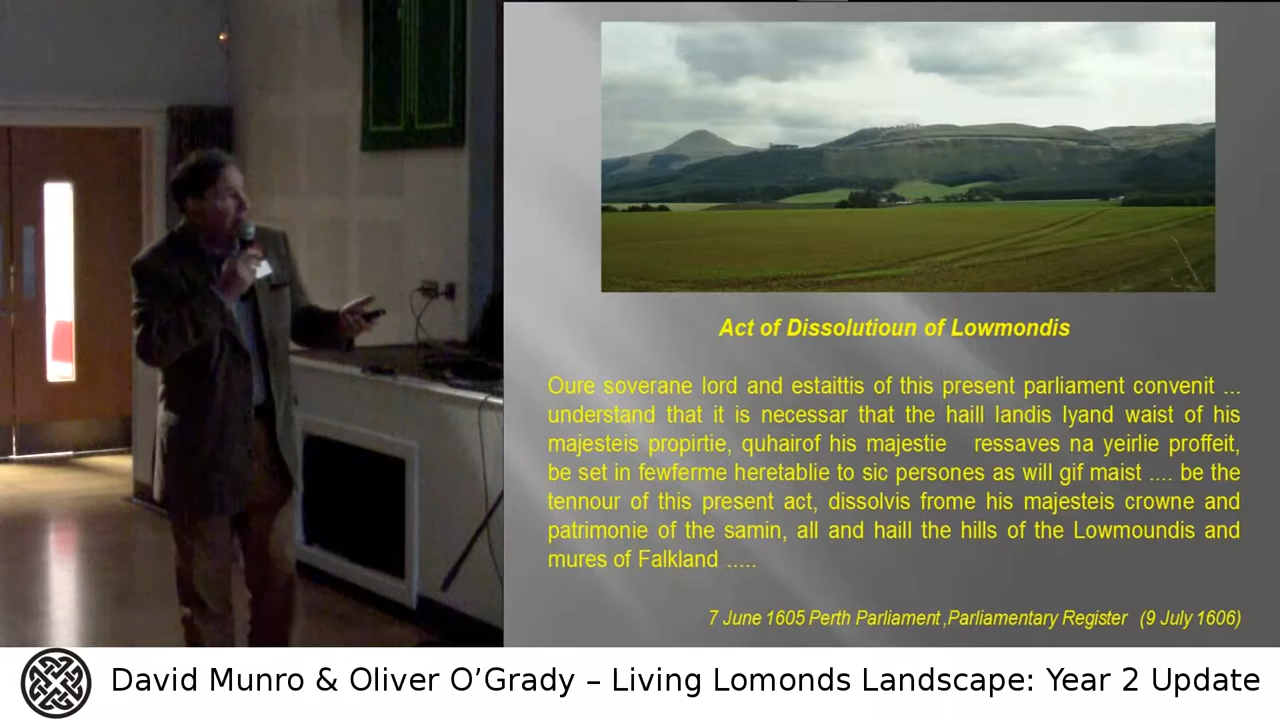 Act of Dissolutioun of Lowmondis
Oure soverane lord and estaittis of this present parliament convenit ...
understand that it is necessar that the haill landis lyand waist of his
majesteis propirtie, quhairof his majestie ressaves na yeirlie proffeit,
be set in fewferme heretablie to sic persones as will gif maist .... be the
tennour of this present act, dissolvis frome his majesteis crowne and
patrimonie of the samin, all and haill the hills of the Lowmoundis and
mures of Falkland .....
7 June 1605 Perth Parliament ,Parliamentary Register (9 July 1606)
David Munro & Oliver O’Grady – Living Lomonds Landscape: Year 2 Update